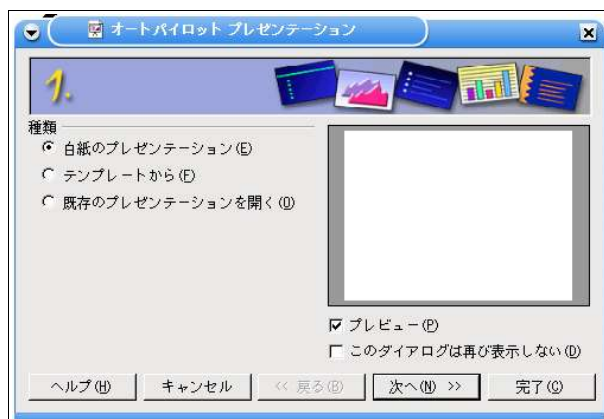 オートパイロット プレゼンテーション
1.
種類
白紙のプレゼンテーション(E)
テンプレートから(F)
既存のプレゼンテーションを開く(O)
プレビュー(P)
このダイアログは再び表示しない(D)
ヘルプ(H) キャンセル << 戻る(B) 次へ(N) >> 完了(C)